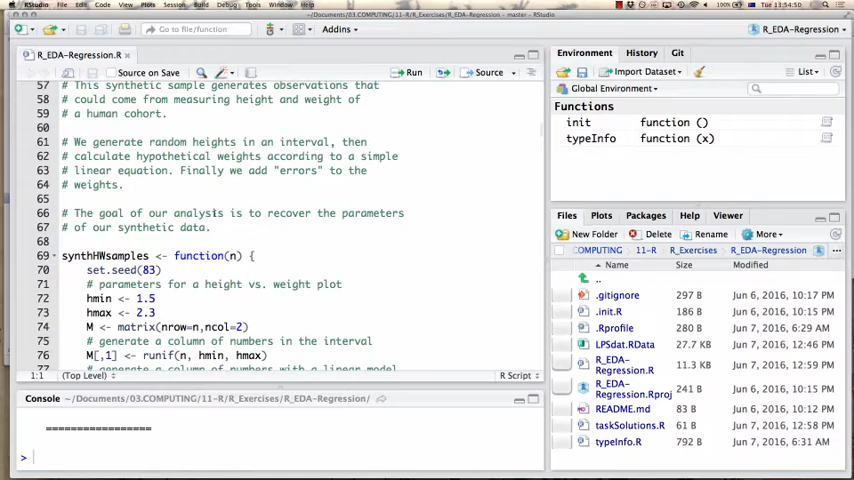 RStudio File Edit Code View Plots Session Build Debug Tools Window Help 100% Tue 13:54:50
~/Documents/03.COMPUTING/11-R/R_Exercises/R_EDA-Regression - master - RStudio
Go to file/function Addins R_EDA-Regression
R_EDA-Regression.R
Source on Save Run Source
57 # This synthetic sample generates observations that
58 # could come from measuring height and weight of
59 # a human cohort.
60
61 # We generate random heights in an interval, then
62 # calculate hypothetical weights according to a simple
63 # linear equation. Finally we add "errors" to the
64 # weights.
65
66 # The goal of our analysis is to recover the parameters
67 # of our synthetic data.
68
69 synthHWsamples <- function(n) {
70 set.seed(83)
71 # parameters for a height vs. weight plot
72 hmin <- 1.5
73 hmax <- 2.3
74 M <- matrix(nrow=n,ncol=2)
75 # generate a column of numbers in the interval
76 M[,1] <- runif(n, hmin, hmax)
77 # generate a column of numbers with a linear model
1:1 (Top Level) R Script
Console ~/Documents/03.COMPUTING/11-R/R_Exercises/R_EDA-Regression/
=================
>
Environment History Git
Import Dataset List
Global Environment
Functions
init function ()
typeInfo function (x)
Files Plots Packages Help Viewer
New Folder Delete Rename More
COMPUTING 11-R R_Exercises R_EDA-Regression ...
Name Size Modified
..
.gitignore 297 B Jun 6, 2016, 10:17 PM
.init.R 186 B Jun 6, 2016, 10:15 PM
.Rprofile 280 B Jun 7, 2016, 6:29 AM
LPSdat.RData 27.7 KB Jun 7, 2016, 12:46 PM
R_EDA-Regression.R 11.3 KB Jun 7, 2016, 12:59 PM
R_EDA-Regression.Rproj 241 B Jun 6, 2016, 10:15 PM
README.md 83 B Jun 6, 2016, 10:12 PM
taskSolutions.R 61 B Jun 7, 2016, 12:58 PM
typeInfo.R 792 B Jun 7, 2016, 6:31 AM